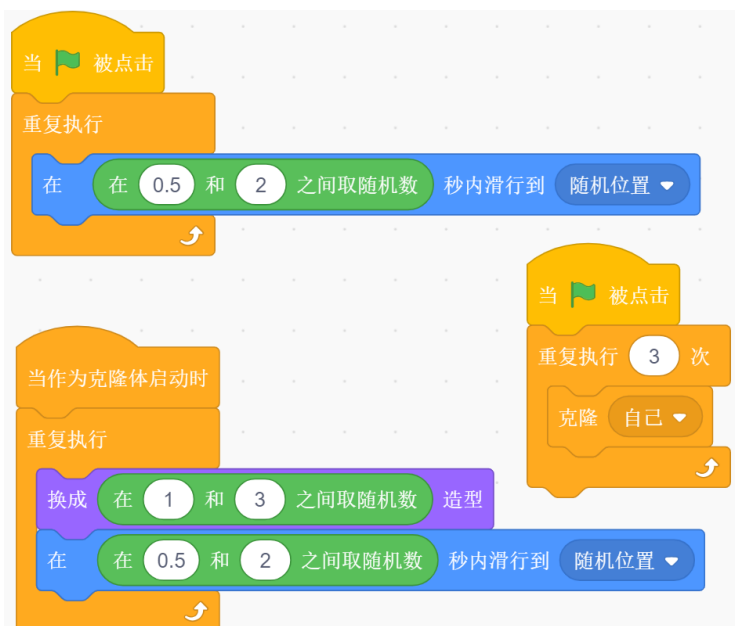 当 被点击
重复执行
在 在 0.5 和 2 之间取随机数 秒内滑行到 随机位置
当 被点击
重复执行 3 次
克隆 自己
当作为克隆体启动时
重复执行
换成 在 1 和 3 之间取随机数 造型
在 在 0.5 和 2 之间取随机数 秒内滑行到 随机位置